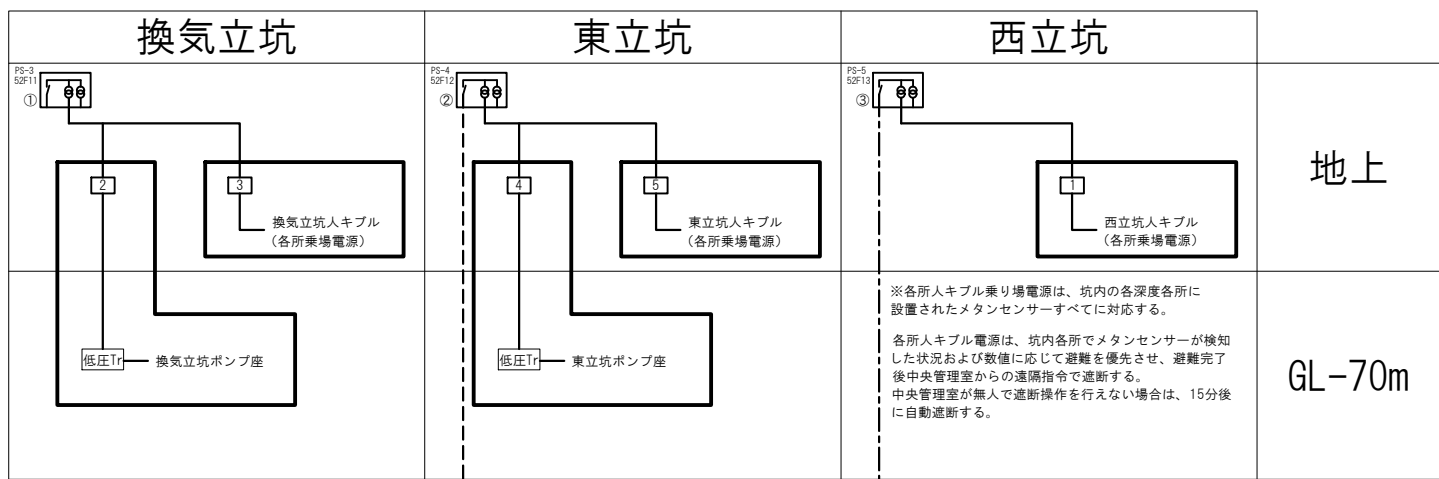 換気立坑
東立坑
西立坑
PS-3
52F11
①
2
3
換気立坑人キブル
(各所乗場電源)
PS-4
52F12
②
4
5
東立坑人キブル
(各所乗場電源)
PS-5
52F13
③
1
西立坑人キブル
(各所乗場電源)
地上
低圧Tr
換気立坑ポンプ座
低圧Tr
東立坑ポンプ座
※各所人キブル乗り場電源は、坑内の各深度各所に
設置されたメタンセンサーすべてに対応する。
各所人キブル電源は、坑内各所でメタンセンサーが検知
した状況および数値に応じて避難を優先させ、避難完了
後中央管理室からの遠隔指令で遮断する。
中央管理室が無人で遮断操作を行えない場合は、15分後
に自動遮断する。
GL-70m